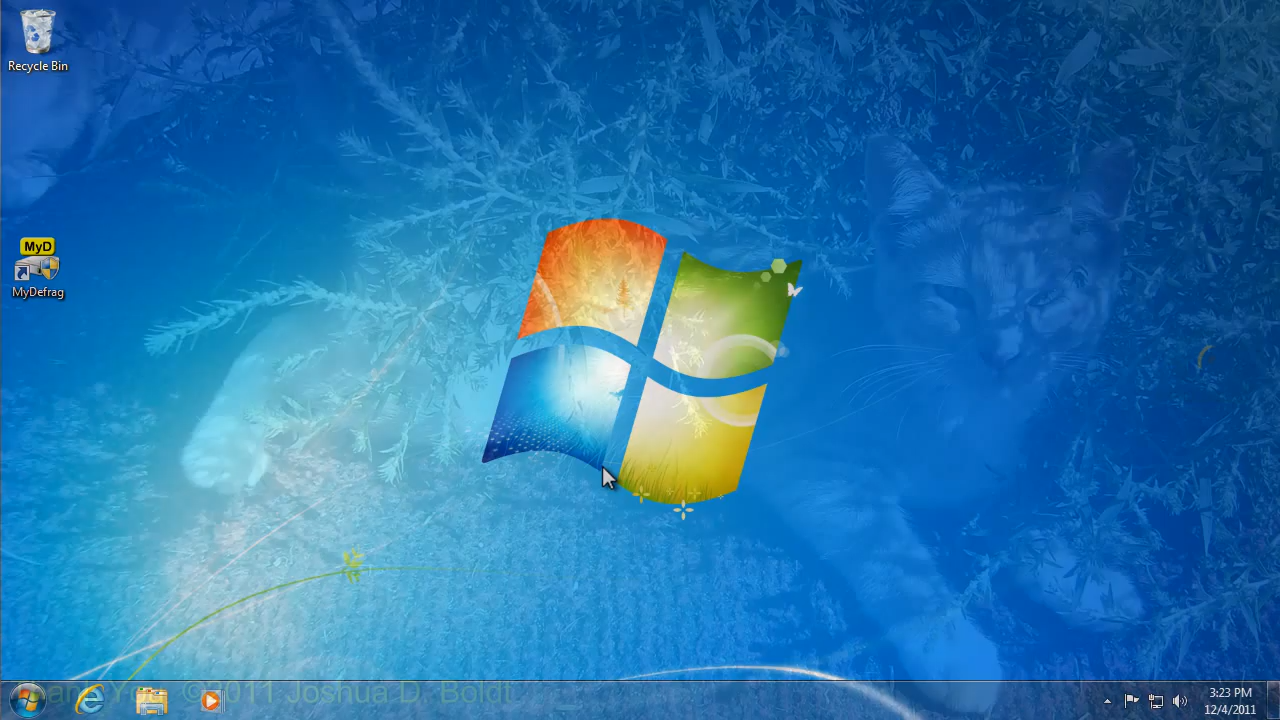 Recycle Bin
MyD
MyDefrag
©2011 Joshua D. Boldt
3:23 PM
12/4/2011